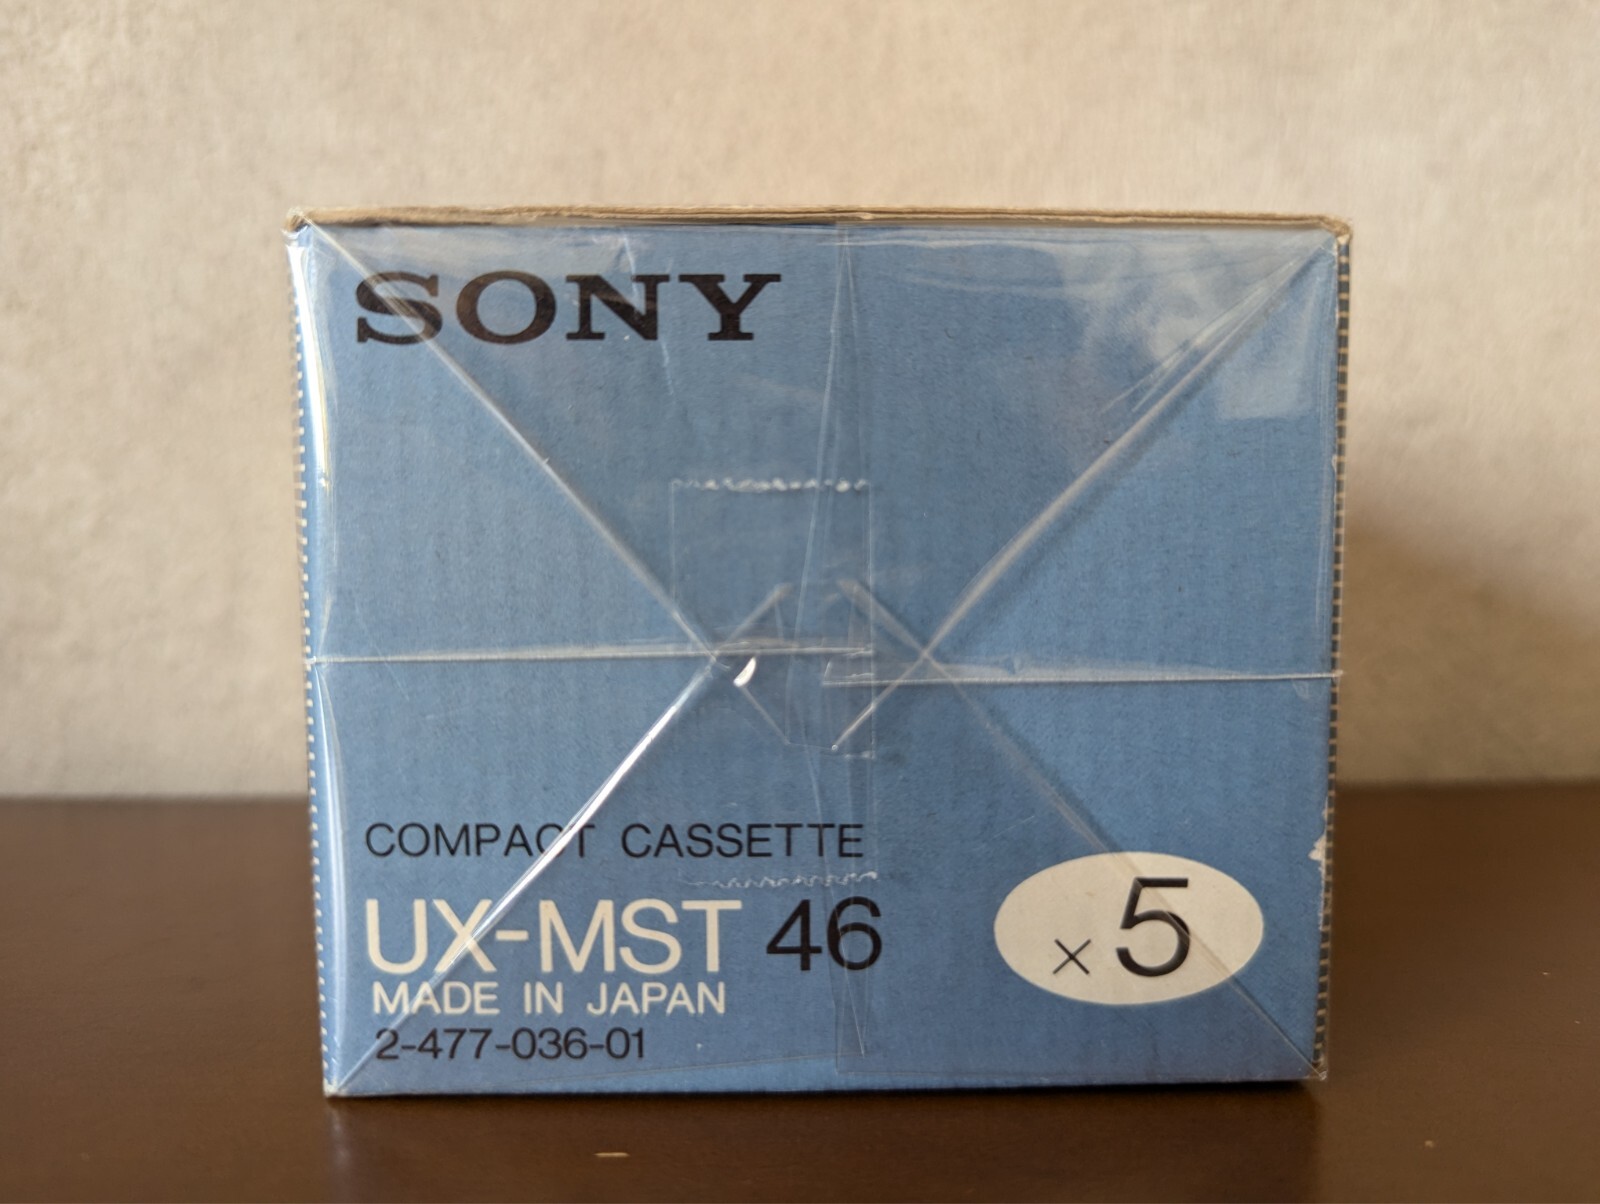 SONY
COMPACT CASSETTE
UX-MST 46
× 5
MADE IN JAPAN
2-477-036-01